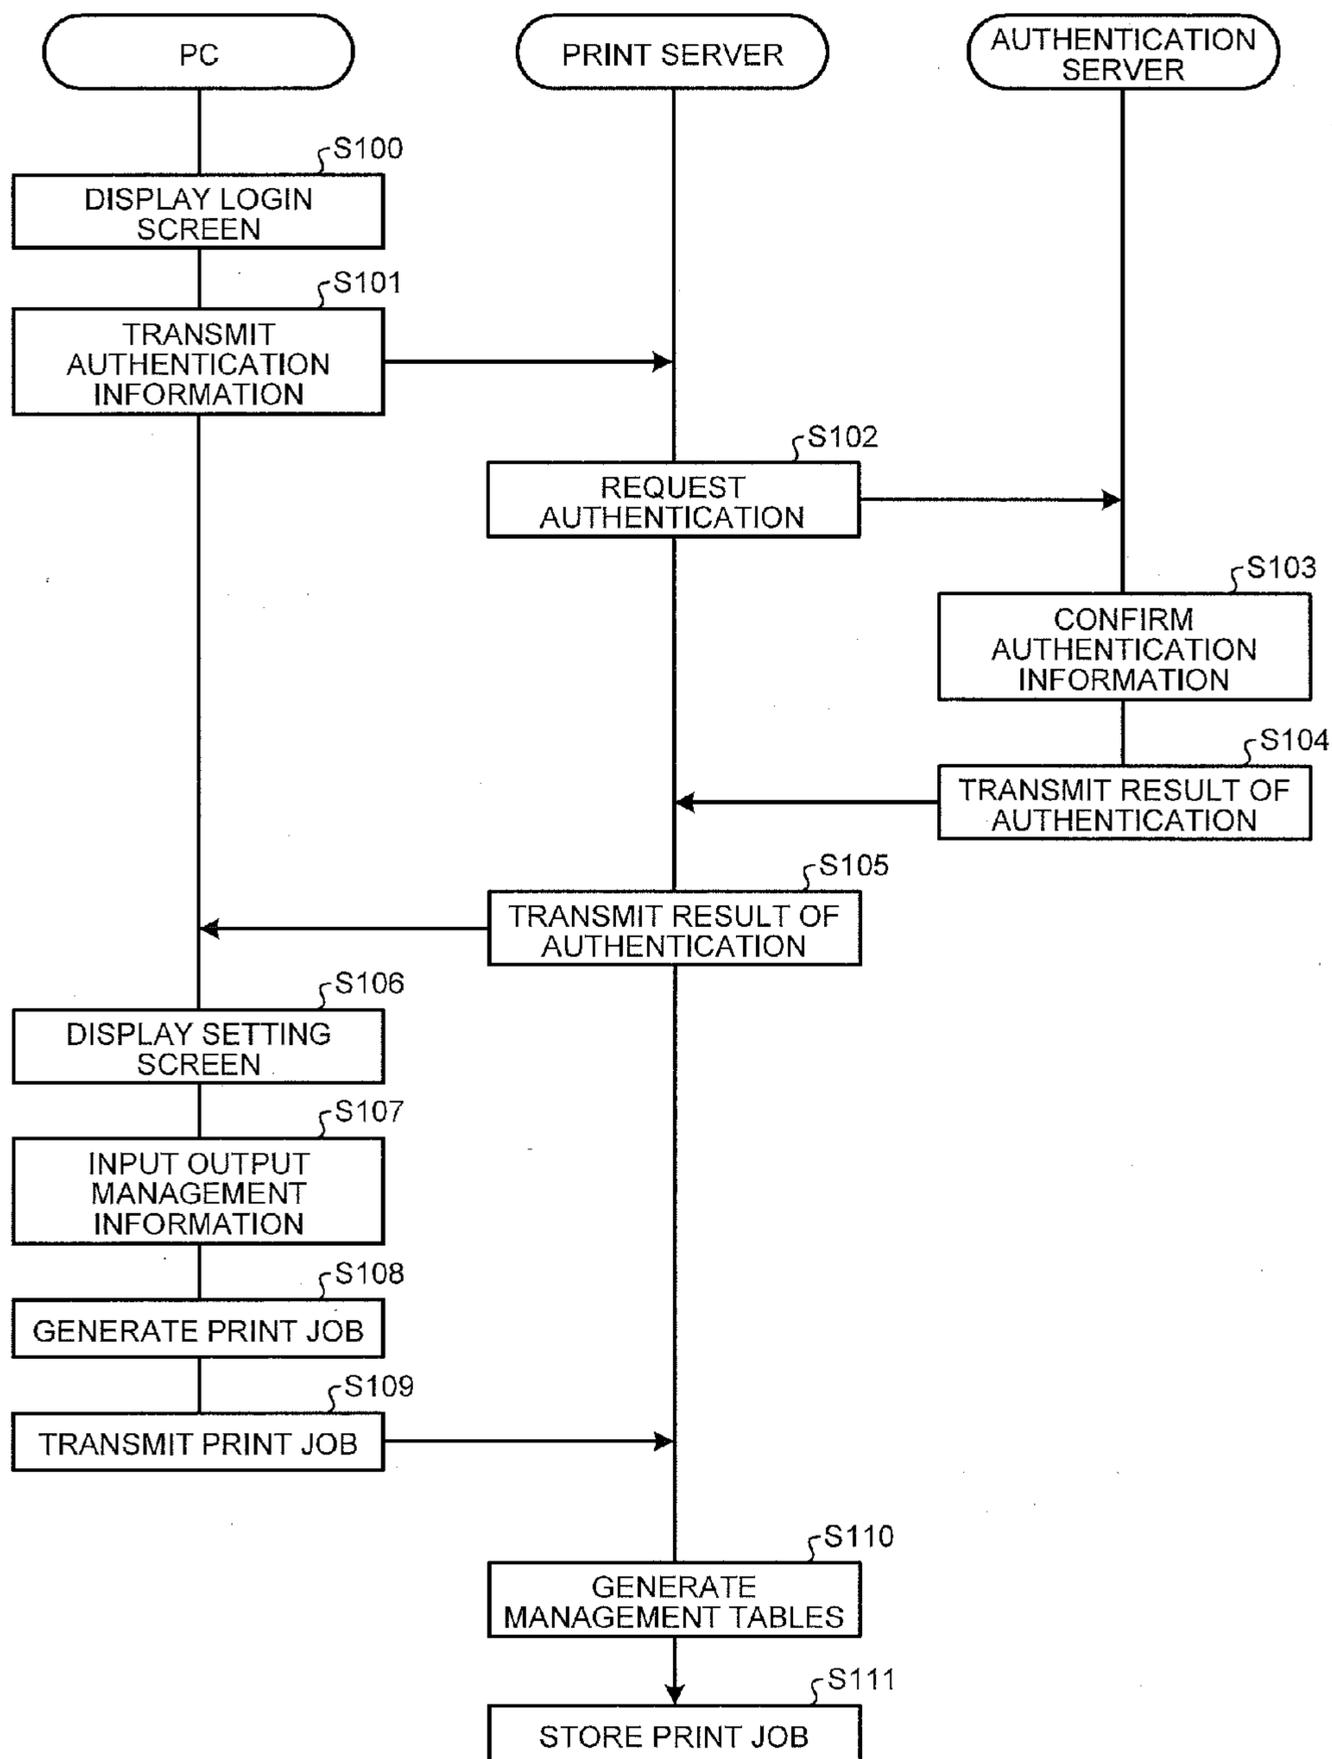 PC
PRINT SERVER
AUTHENTICATION
SERVER
S100
DISPLAY LOGIN
SCREEN
S101
TRANSMIT
AUTHENTICATION
INFORMATION
S102
REQUEST
AUTHENTICATION
S103
CONFIRM
AUTHENTICATION
INFORMATION
S104
TRANSMIT RESULT OF
AUTHENTICATION
S105
TRANSMIT RESULT OF
AUTHENTICATION
S106
DISPLAY SETTING
SCREEN
S107
INPUT OUTPUT
MANAGEMENT
INFORMATION
S108
GENERATE PRINT JOB
S109
TRANSMIT PRINT JOB
S110
GENERATE
MANAGEMENT TABLES
S111
STORE PRINT JOB